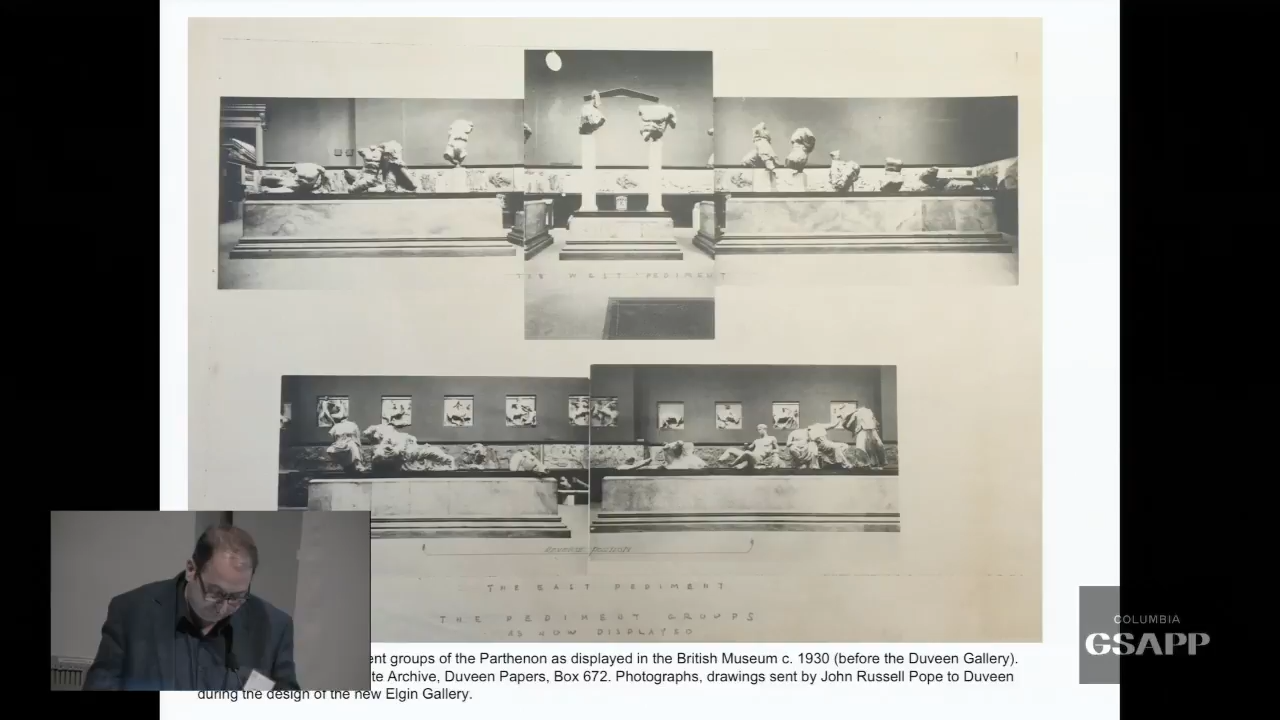 THE WEST PEDIMENT
THE EAST PEDIMENT
THE PEDIMENT GROUPS
AS NOW DISPLAYED
COLUMBIA
GSAPP
groups of the Parthenon as displayed in the British Museum c. 1930 (before the Duveen Gallery).
Archive, Duveen Papers, Box 672. Photographs, drawings sent by John Russell Pope to Duveen
during the design of the new Elgin Gallery.